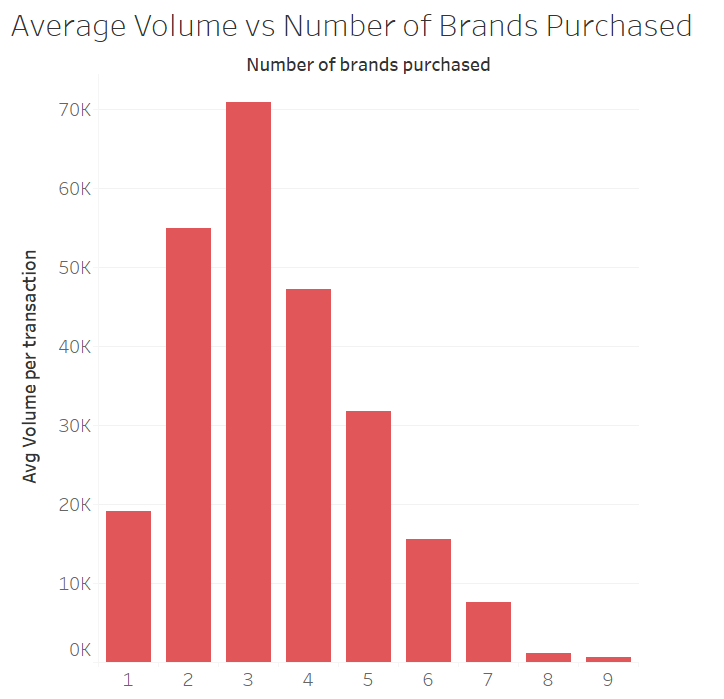 Average Volume vs Number of Brands Purchased
Number of brands purchased
Avg Volume per transaction
70K
60K
50K
40K
30K
20K
10K
0K
1 2 3 4 5 6 7 8 9